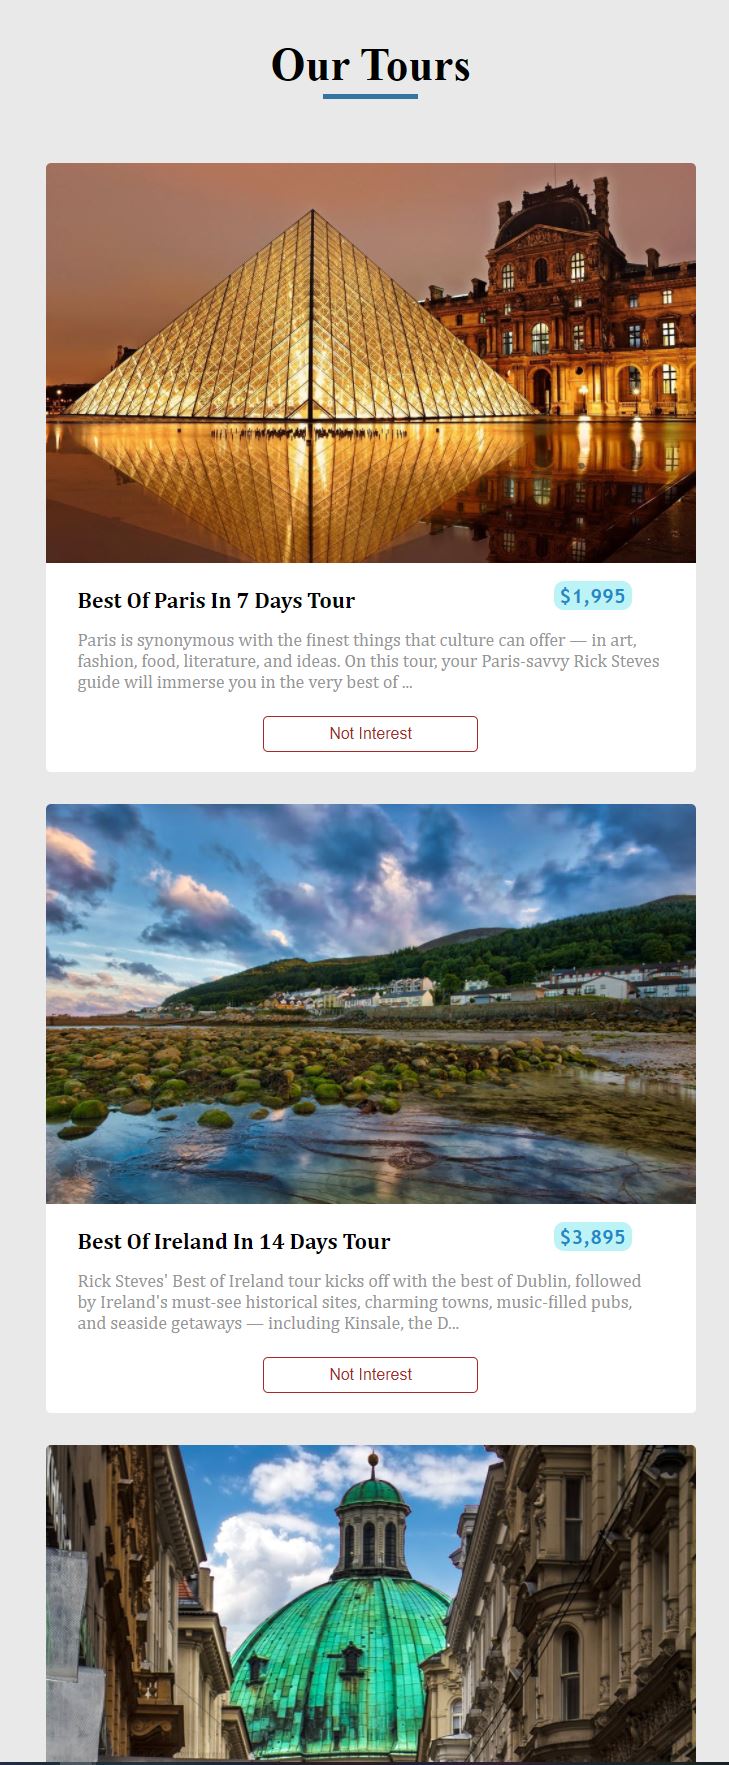 Our Tours
Best Of Paris In 7 Days Tour
$1,995
Paris is synonymous with the finest things that culture can offer — in art,
fashion, food, literature, and ideas. On this tour, your Paris-savvy Rick Steves
guide will immerse you in the very best of ...
Not Interest
Best Of Ireland In 14 Days Tour
$3,895
Rick Steves' Best of Ireland tour kicks off with the best of Dublin, followed
by Ireland's must-see historical sites, charming towns, music-filled pubs,
and seaside getaways — including Kinsale, the D...
Not Interest